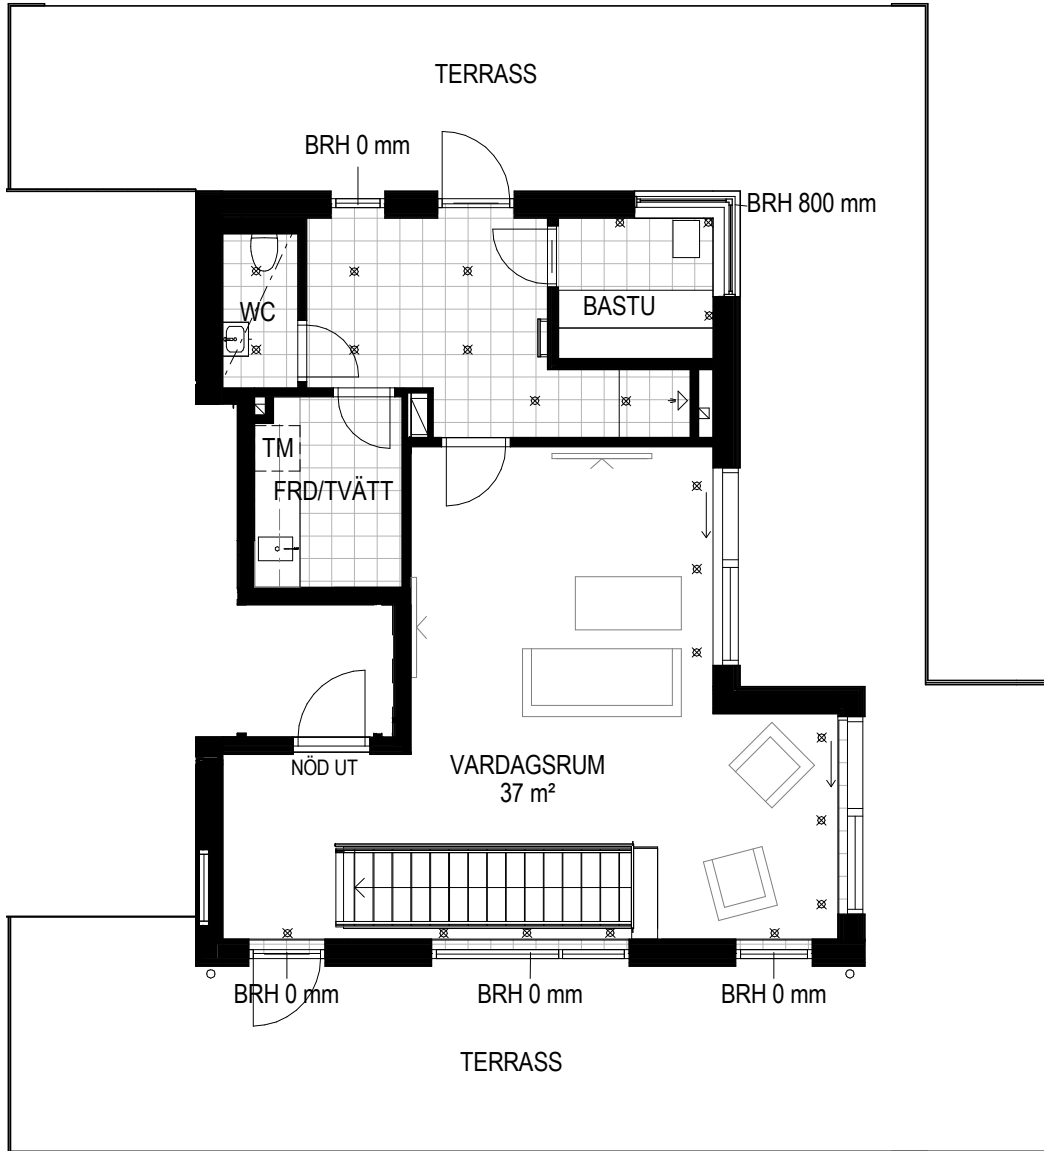 TERRASS
BRH 0 mm
BRH 800 mm
WC
BASTU
TM
FRD/TVÄTT
NÖD UT
VARDAGSRUM
37 m²
BRH 0 mm
BRH 0 mm
BRH 0 mm
TERRASS